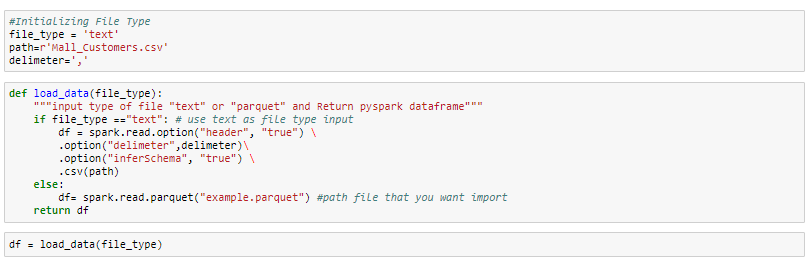 #Initializing File Type
file_type = 'text'
path=r'Mall_Customers.csv'
delimeter=','
def load_data(file_type):
    """input type of file "text" or "parquet" and Return pyspark dataframe"""
    if file_type =="text": # use text as file type input
        df = spark.read.option("header", "true") \
        .option("delimeter",delimeter)\
        .option("inferSchema", "true") \
        .csv(path)
    else:
        df= spark.read.parquet("example.parquet") #path file that you want import
    return df
df = load_data(file_type)